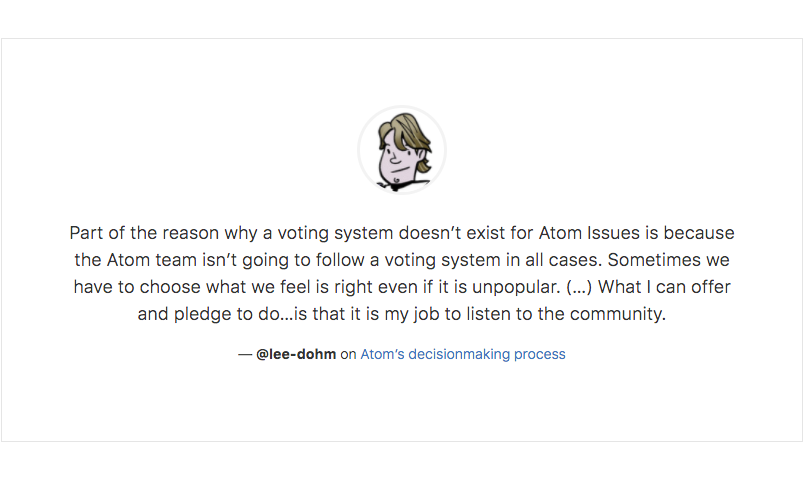 Part of the reason why a voting system doesn’t exist for Atom Issues is because
the Atom team isn’t going to follow a voting system in all cases. Sometimes we
have to choose what we feel is right even if it is unpopular. (...) What I can offer
and pledge to do...is that it is my job to listen to the community.
— @lee-dohm on Atom’s decisionmaking process